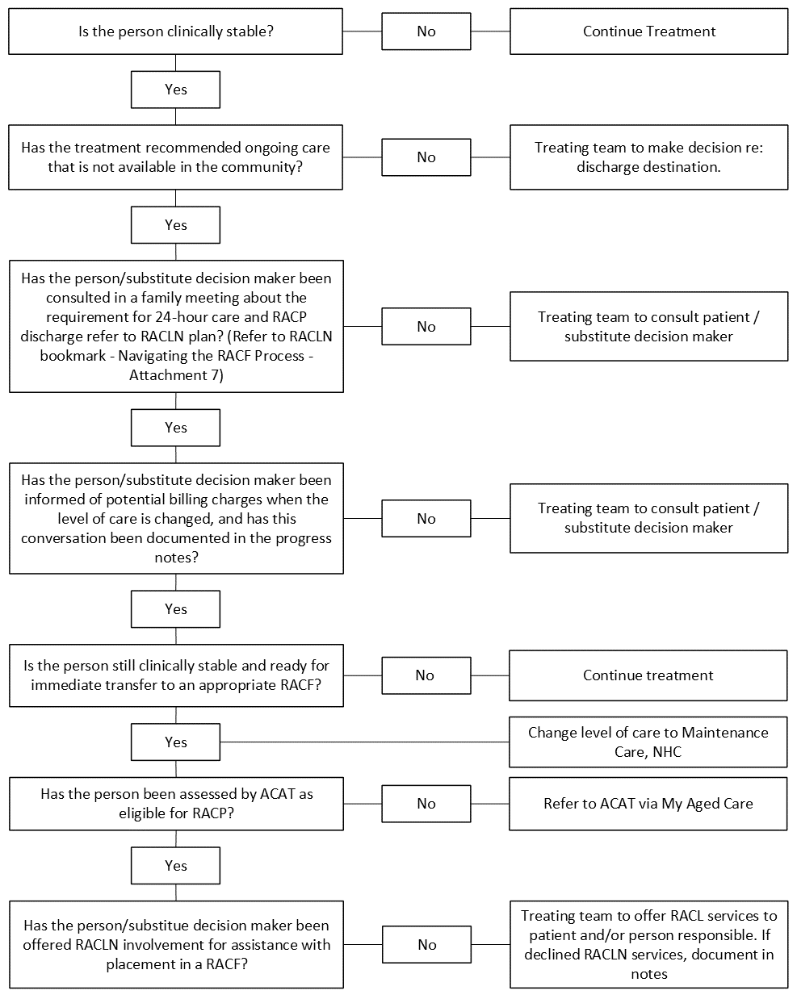 Is the person clinically stable?
No
Continue Treatment
Yes
Has the treatment recommended ongoing care
that is not available in the community?
No
Treating team to make decision re:
discharge destination.
Yes
Has the person/substitute decision maker been
consulted in a family meeting about the
requirement for 24-hour care and RACP
discharge refer to RACLN plan? (Refer to RACLN
bookmark - Navigating the RACF Process -
Attachment 7)
No
Treating team to consult patient /
substitute decision maker
Yes
Has the person/substitute decision maker been
informed of potential billing charges when the
level of care is changed, and has this
conversation been documented in the progress
notes?
No
Treating team to consult patient /
substitute decision maker
Yes
Is the person still clinically stable and ready for
immediate transfer to an appropriate RACF?
No
Continue treatment
Yes
Change level of care to Maintenance
Care, NHC
Has the person been assessed by ACAT as
eligible for RACP?
No
Refer to ACAT via My Aged Care
Yes
Has the person/substitue decision maker been
offered RACLN involvement for assistance with
placement in a RACF?
No
Treating team to offer RACL services to
patient and/or person responsible. If
declined RACLN services, document in
notes